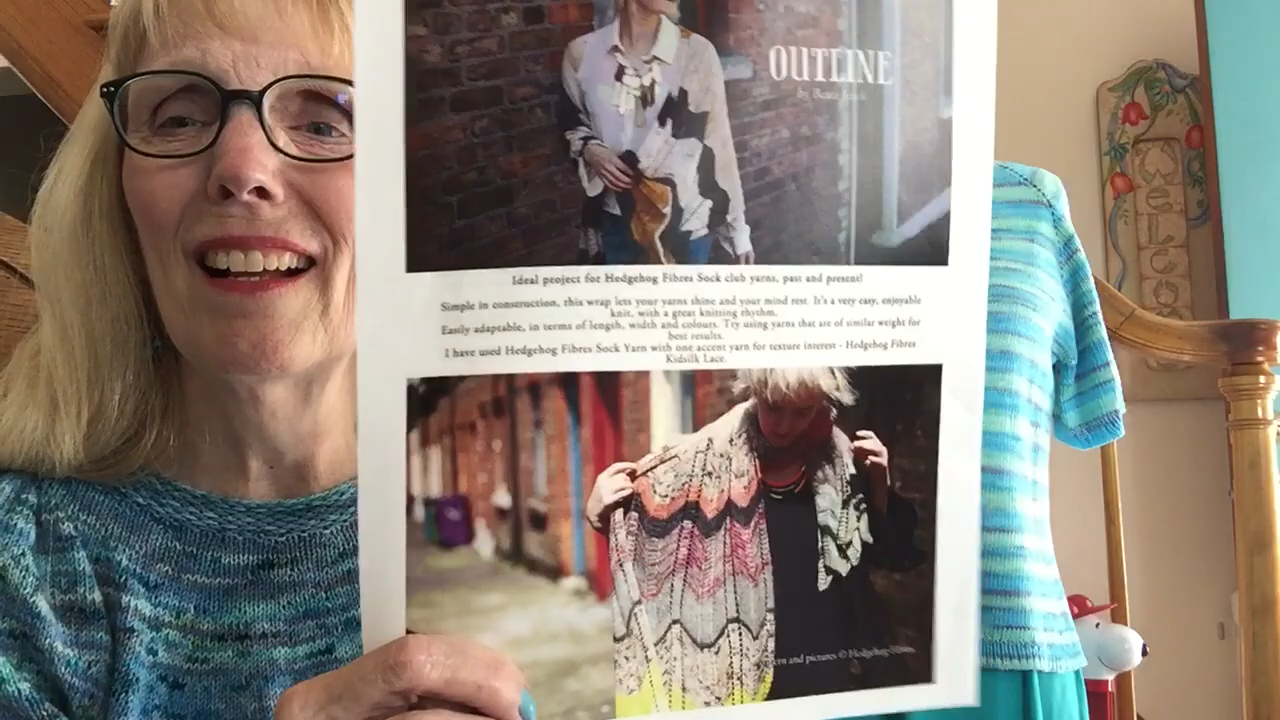 OUTLINE
by Beata
Ideal project for Hedgehog Fibres Sock club yarns, past and present!
Simple in construction, this wrap lets your yarns shine and your mind rest. It's a very easy, enjoyable
knit, with a great knitting rhythm.
Easily adaptable, in terms of length, width and colours. Try using yarns that are of similar weight for
best results.
I have used Hedgehog Fibres Sock Yarn with one accent yarn for texture interest - Hedgehog Fibres
Kidsilk Lace.
and pictures © Hedgehog
Welcome